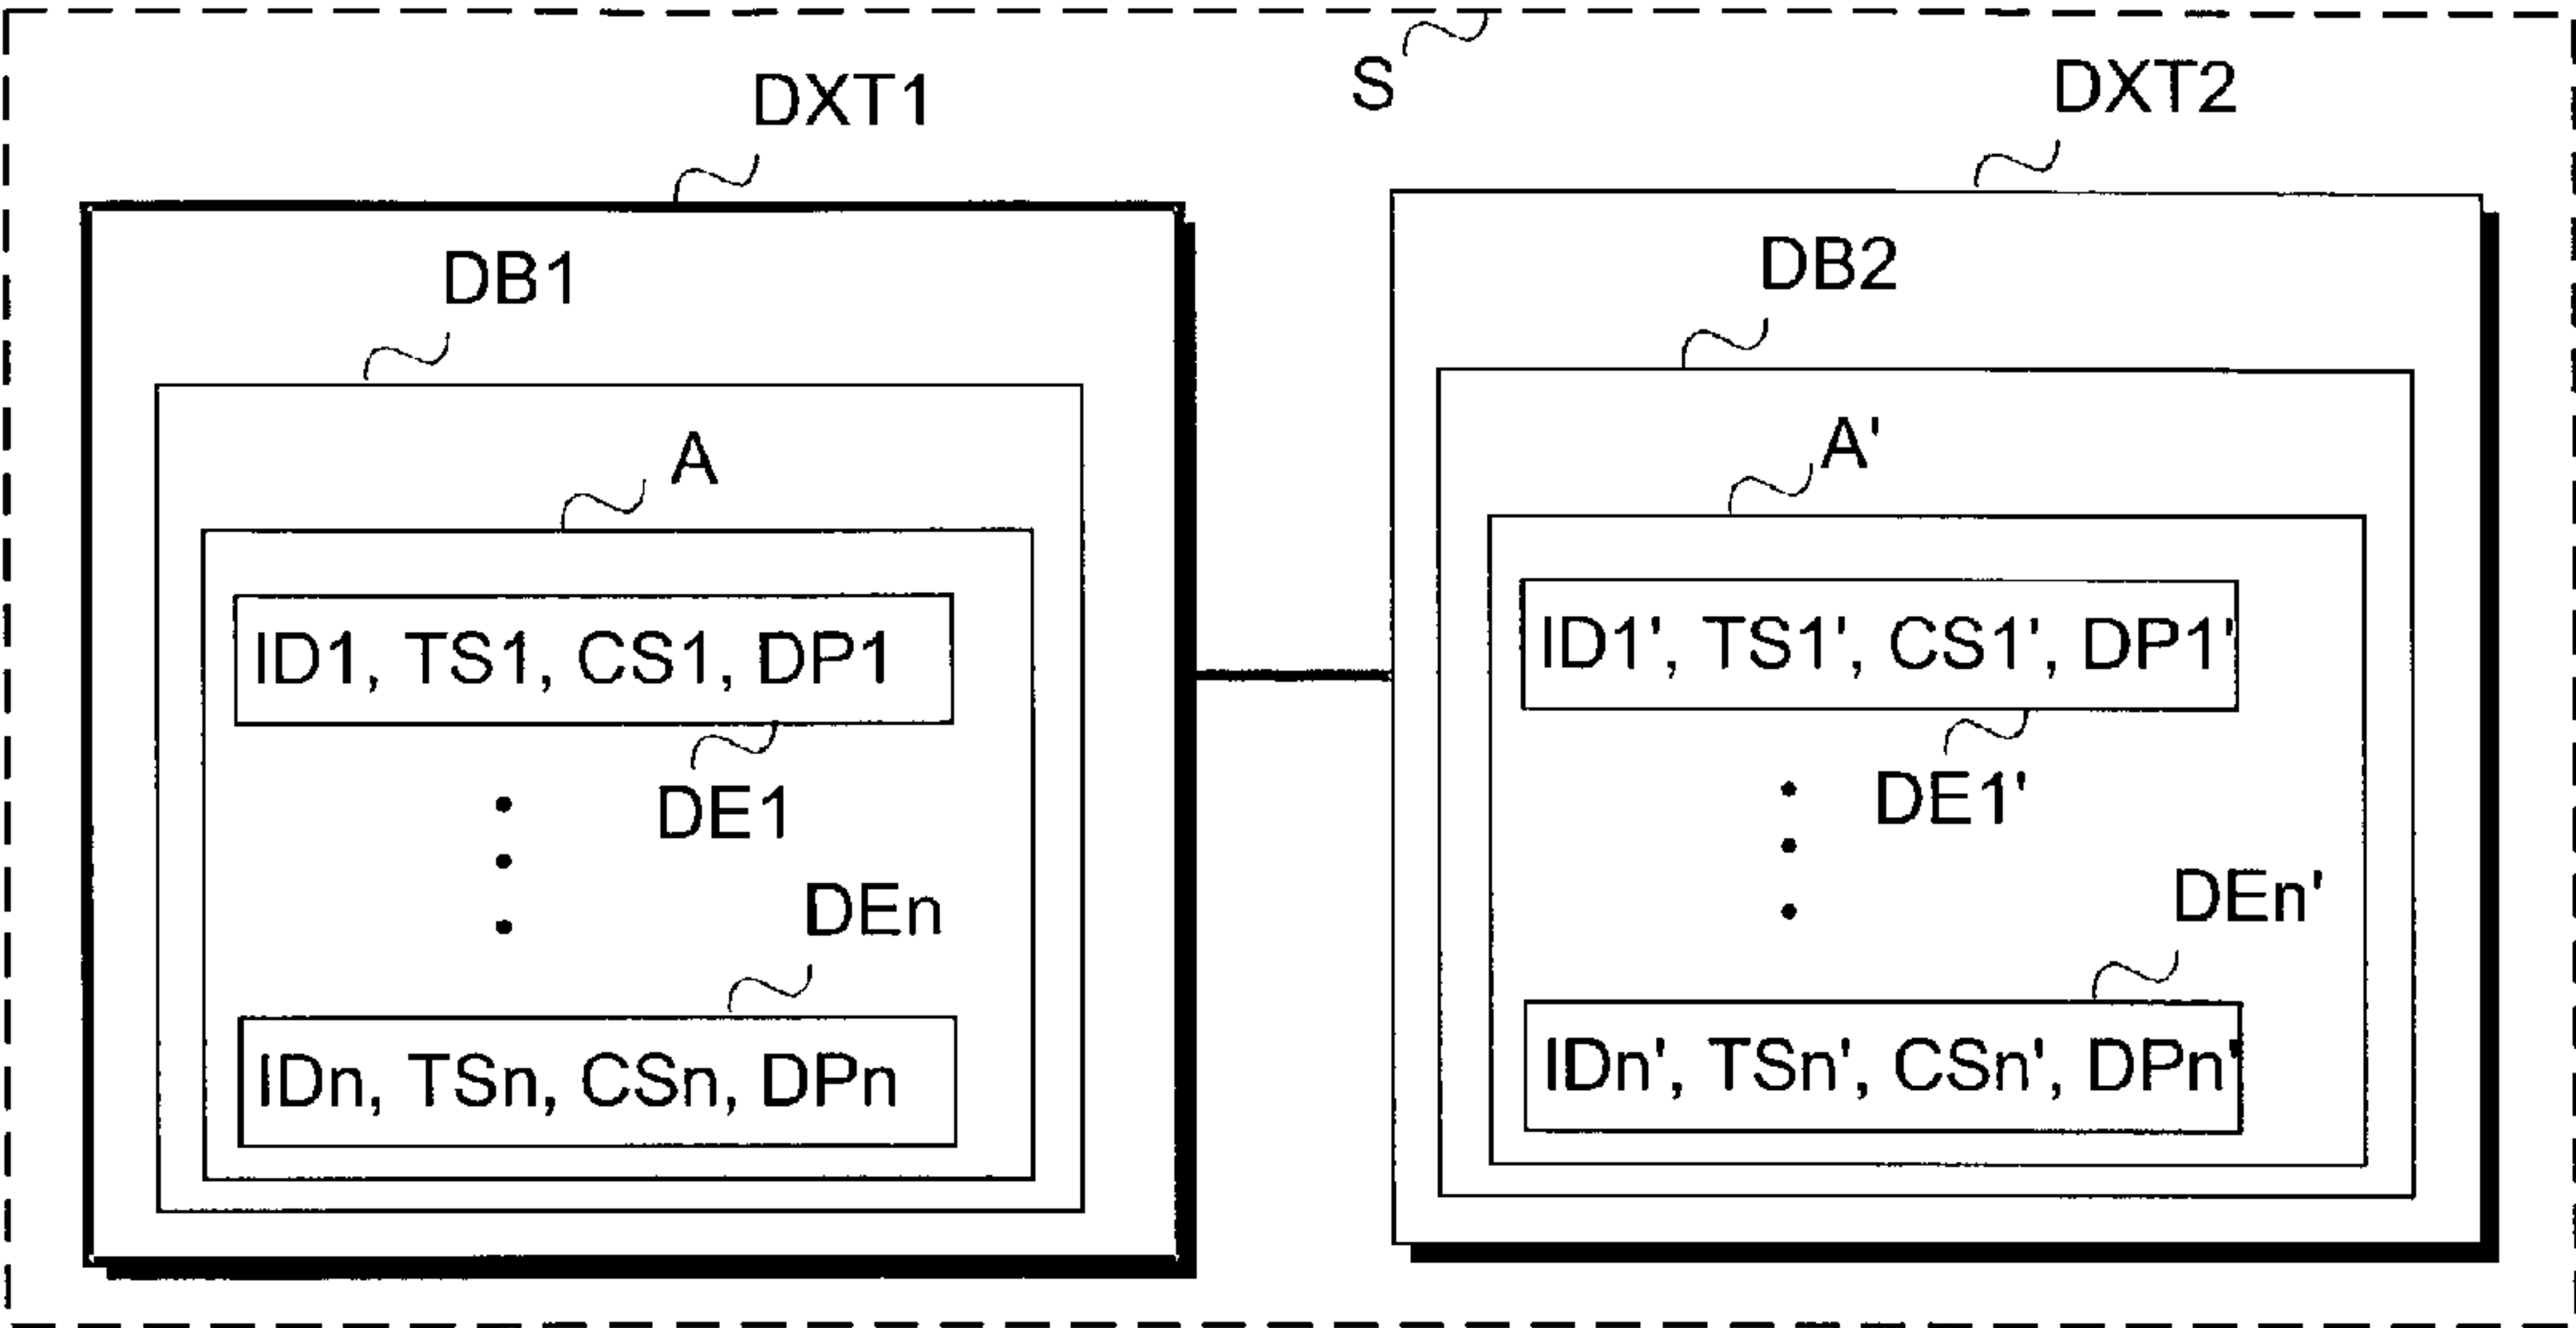 S
DXT1
DXT2
DB1
DB2
A
A'
ID1, TS1, CS1, DP1
ID1', TS1', CS1', DP1'
DE1
DE1'
DEn
DEn'
IDn, TSn, CSn, DPn
IDn', TSn', CSn', DPn'